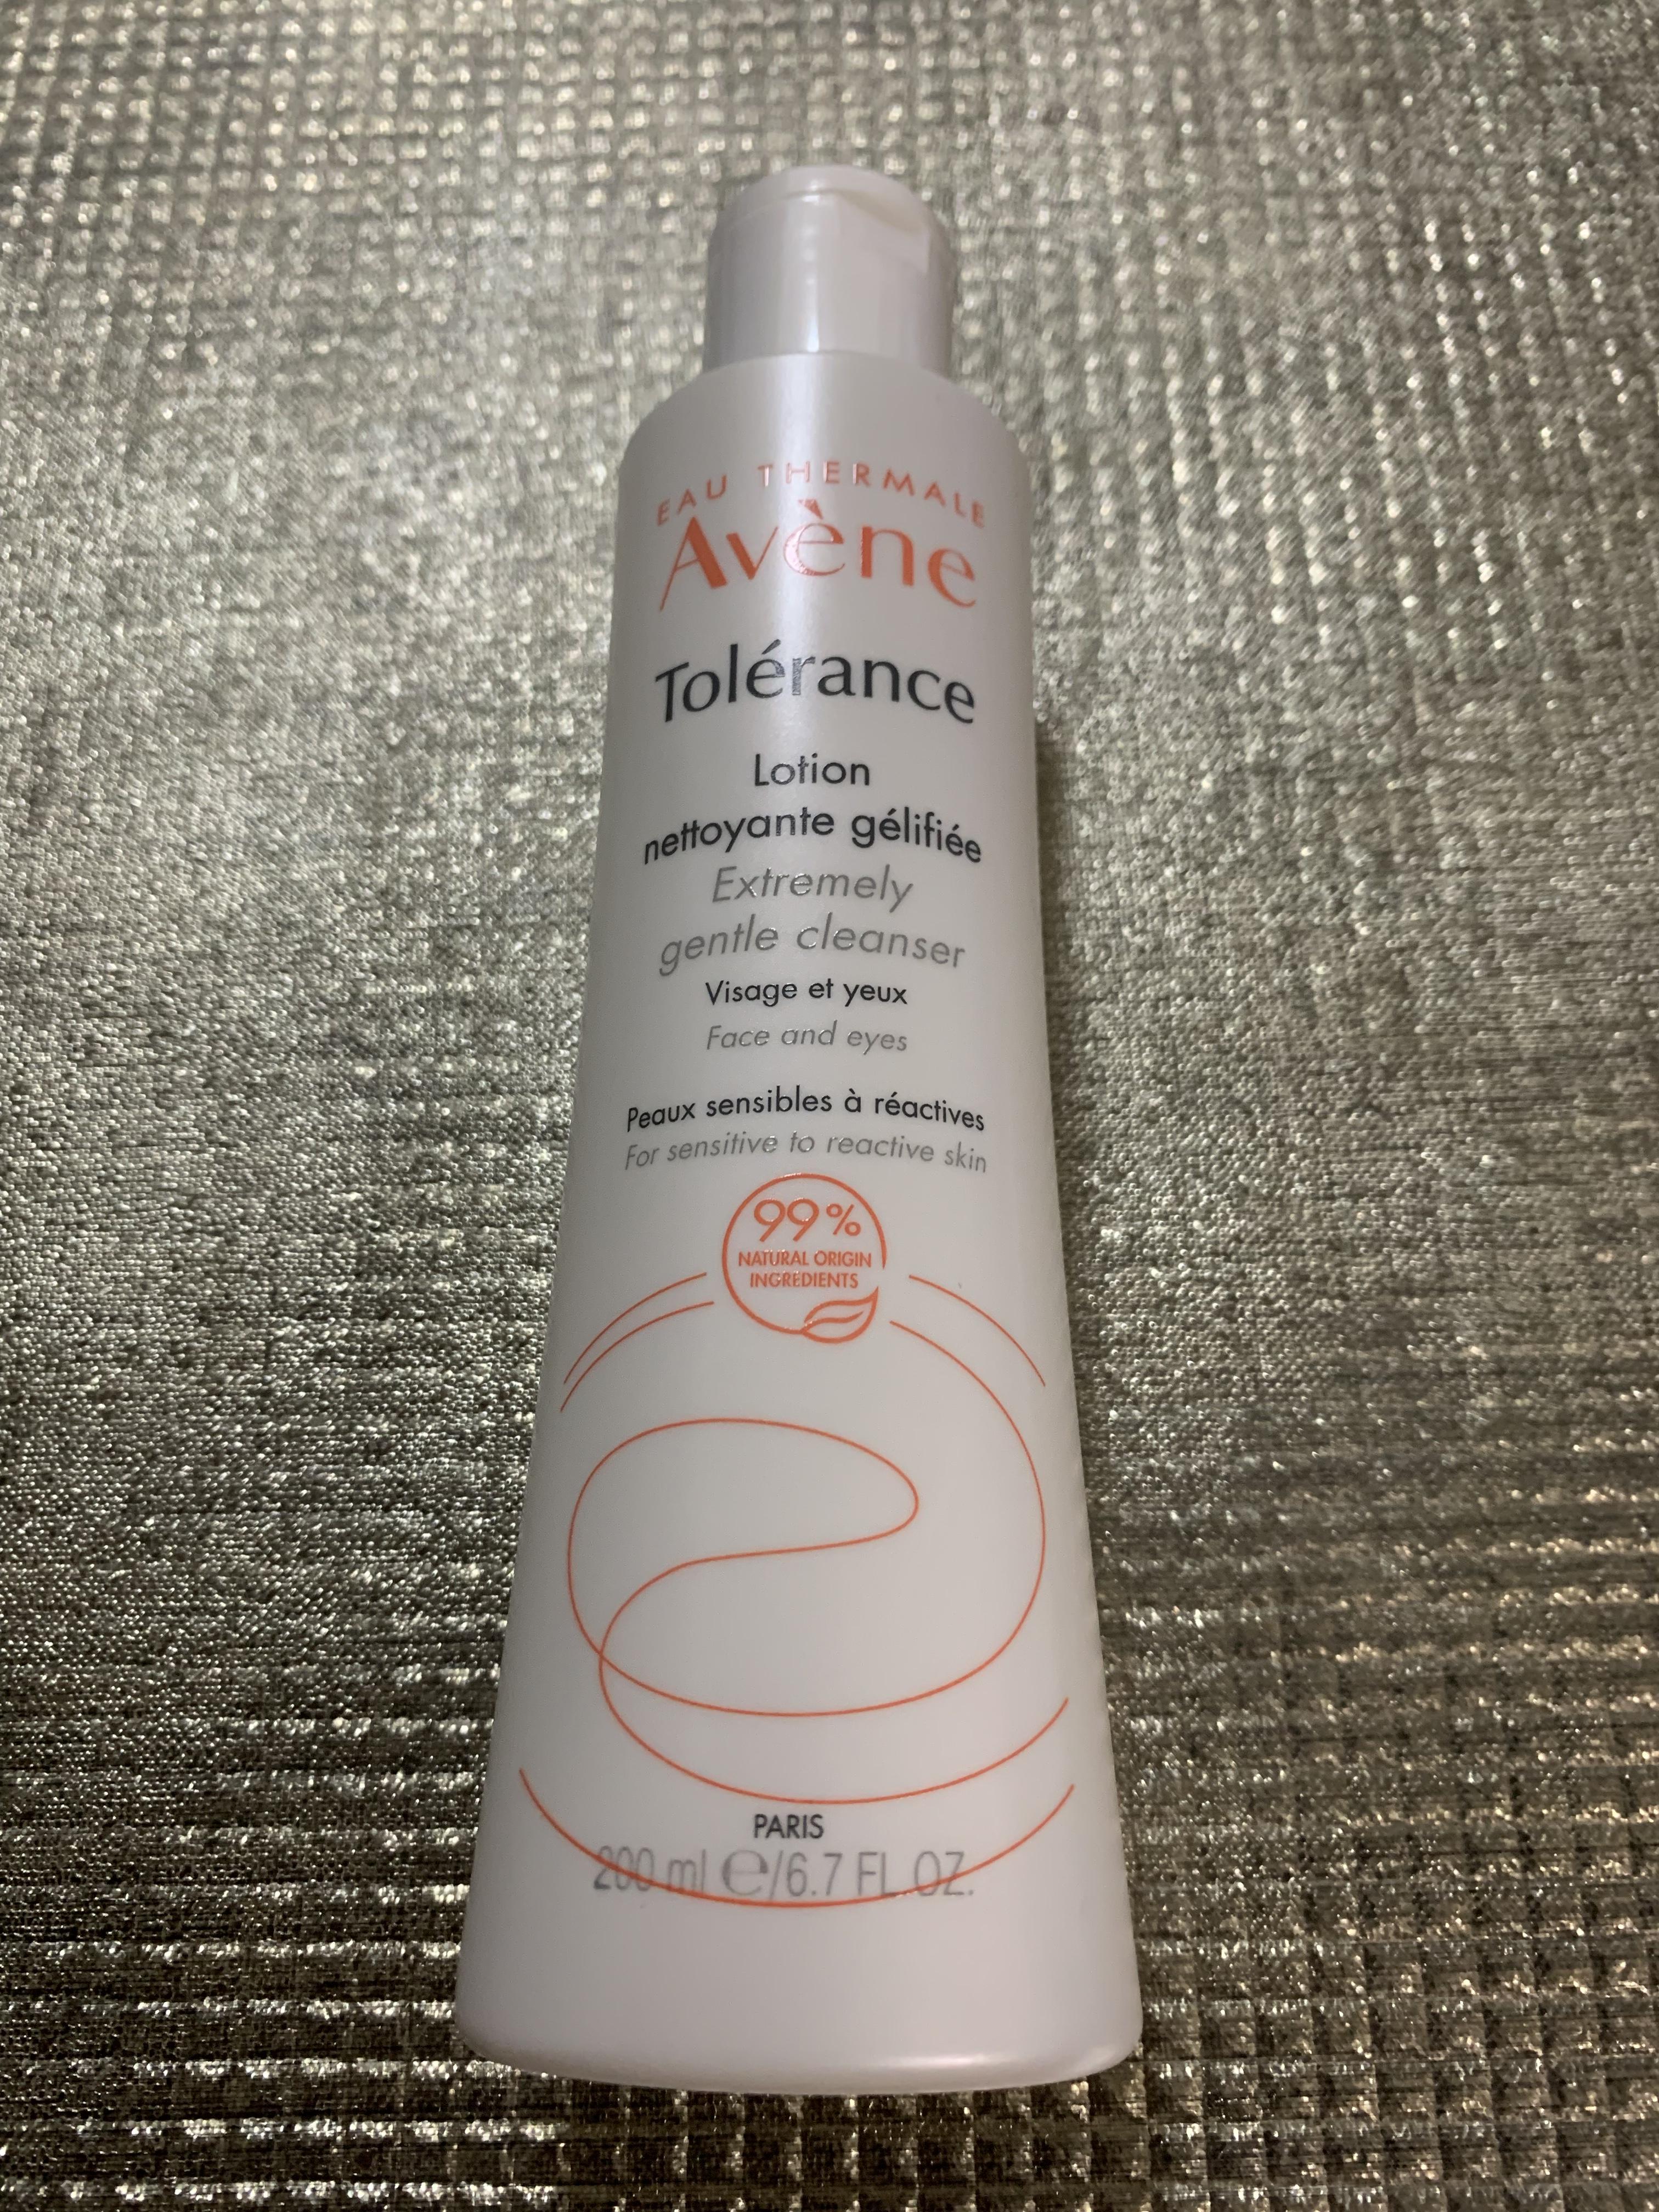 EAU THERMALE
Avène
Tolérance
Lotion
nettoyante gélifiée
Extremely
gentle cleanser
Visage et yeux
Face and eyes
Peaux sensibles à réactives
For sensitive to reactive skin
99%
NATURAL ORIGIN
INGREDIENTS
PARIS
200 ml ℮/6.7 FL.OZ.